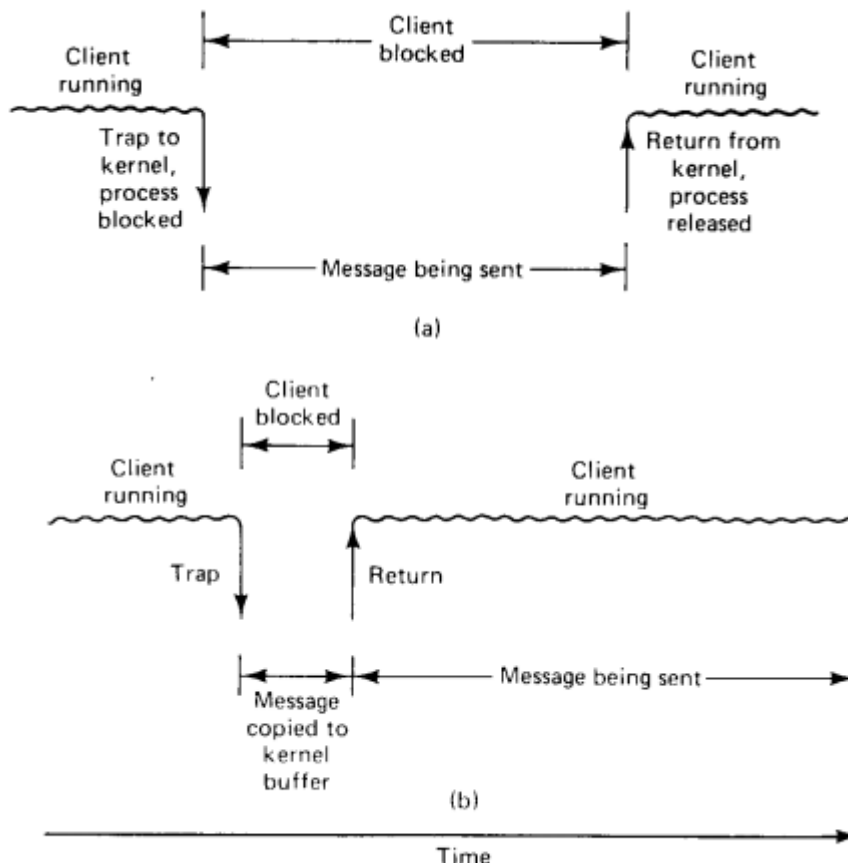 Client
blocked
Client
running
Client
running
Trap to
kernel,
process
blocked
Return from
kernel,
process
released
Message being sent
(a)
Client
blocked
Client
running
Client
running
Trap
Return
Message
copied to
kernel
buffer
Message being sent
(b)
Time